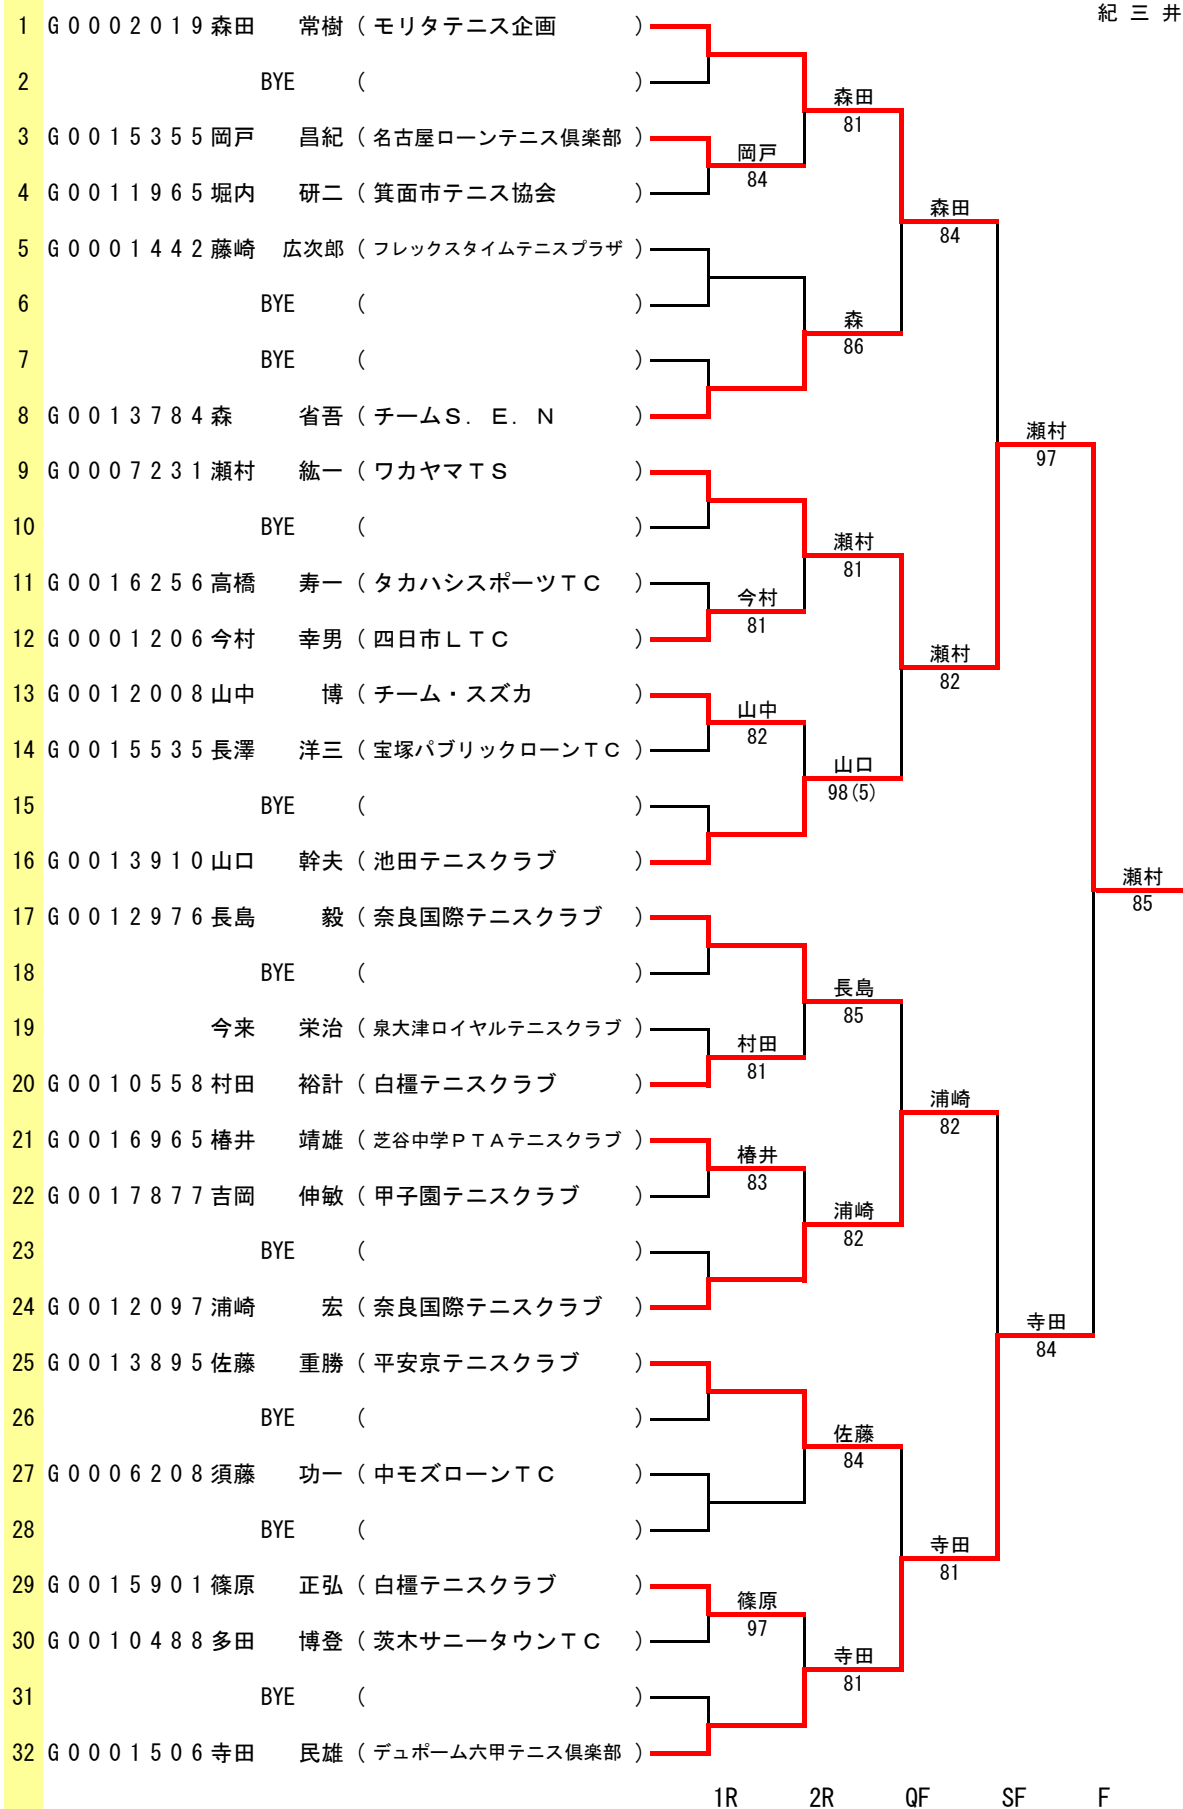 紀 三 井
1 G0002019 森田 常樹 ( モリタテニス企画 )
2 BYE ( )
森田
81
3 G0015355 岡戸 昌紀 ( 名古屋ローンテニス倶楽部 )
岡戸
84
4 G0011965 堀内 研二 ( 箕面市テニス協会 )
森田
84
5 G0001442 藤崎 広次郎 ( フレックスタイムテニスプラザ )
6 BYE ( )
森
86
7 BYE ( )
8 G0013784 森 省吾 ( チームS. E. N )
瀬村
97
9 G0007231 瀬村 紘一 ( ワカヤマTS )
10 BYE ( )
瀬村
81
11 G0016256 高橋 寿一 ( タカハシスポーツTC )
今村
81
12 G0001206 今村 幸男 ( 四日市LTC )
瀬村
82
13 G0012008 山中 博 ( チーム・スズカ )
山中
82
14 G0015535 長澤 洋三 ( 宝塚パブリックローンTC )
山口
98(5)
15 BYE ( )
16 G0013910 山口 幹夫 ( 池田テニスクラブ )
瀬村
85
17 G0012976 長島 毅 ( 奈良国際テニスクラブ )
18 BYE ( )
長島
85
19 今来 栄治 ( 泉大津ロイヤルテニスクラブ )
村田
81
20 G0010558 村田 裕計 ( 白橿テニスクラブ )
浦崎
82
21 G0016965 椿井 靖雄 ( 芝谷中学PTAテニスクラブ )
椿井
83
22 G0017877 吉岡 伸敏 ( 甲子園テニスクラブ )
浦崎
82
23 BYE ( )
24 G0012097 浦崎 宏 ( 奈良国際テニスクラブ )
寺田
84
25 G0013895 佐藤 重勝 ( 平安京テニスクラブ )
26 BYE ( )
佐藤
84
27 G0006208 須藤 功一 ( 中モズローンTC )
28 BYE ( )
寺田
81
29 G0015901 篠原 正弘 ( 白橿テニスクラブ )
篠原
97
30 G0010488 多田 博登 ( 茨木サニータウンTC )
寺田
81
31 BYE ( )
32 G0001506 寺田 民雄 ( デュポーム六甲テニス倶楽部 )
1R 2R QF SF F